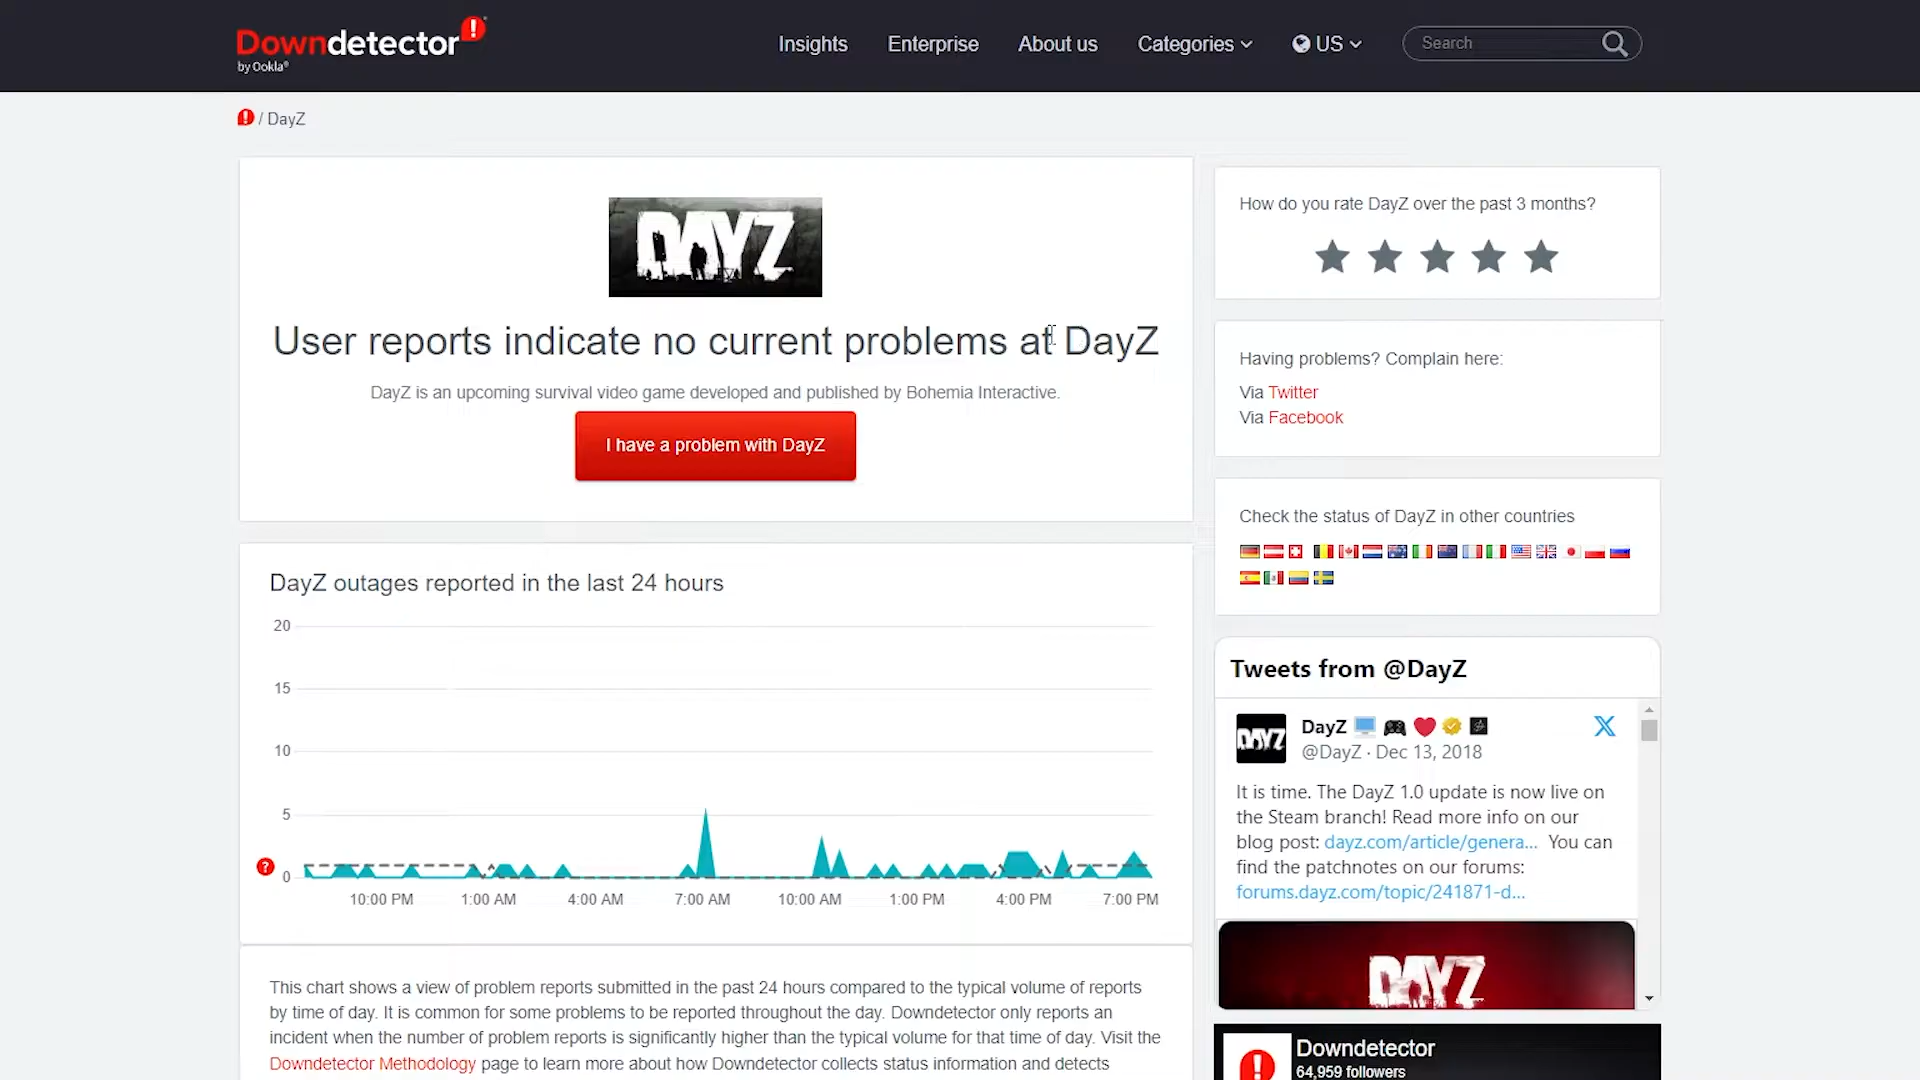 Downdetector
by Ookla®
Insights
Enterprise
About us
Categories
US
Search
/ DayZ
DAYZ
User reports indicate no current problems at DayZ
DayZ is an upcoming survival video game developed and published by Bohemia Interactive.
I have a problem with DayZ
How do you rate DayZ over the past 3 months?
Having problems? Complain here:
Via Twitter
Via Facebook
Check the status of DayZ in other countries
DayZ outages reported in the last 24 hours
20
15
10
5
0
10:00 PM
1:00 AM
4:00 AM
7:00 AM
10:00 AM
1:00 PM
4:00 PM
7:00 PM
This chart shows a view of problem reports submitted in the past 24 hours compared to the typical volume of reports
by time of day. It is common for some problems to be reported throughout the day. Downdetector only reports an
incident when the number of problem reports is significantly higher than the typical volume for that time of day. Visit the
Downdetector Methodology page to learn more about how Downdetector collects status information and detects
Tweets from @DayZ
DAYZ
DayZ
@DayZ · Dec 13, 2018
It is time. The DayZ 1.0 update is now live on
the Steam branch! Read more info on our
blog post: dayz.com/article/genera... You can
find the patchnotes on our forums:
forums.dayz.com/topic/241871-d...
DAYZ
Downdetector
64,959 followers